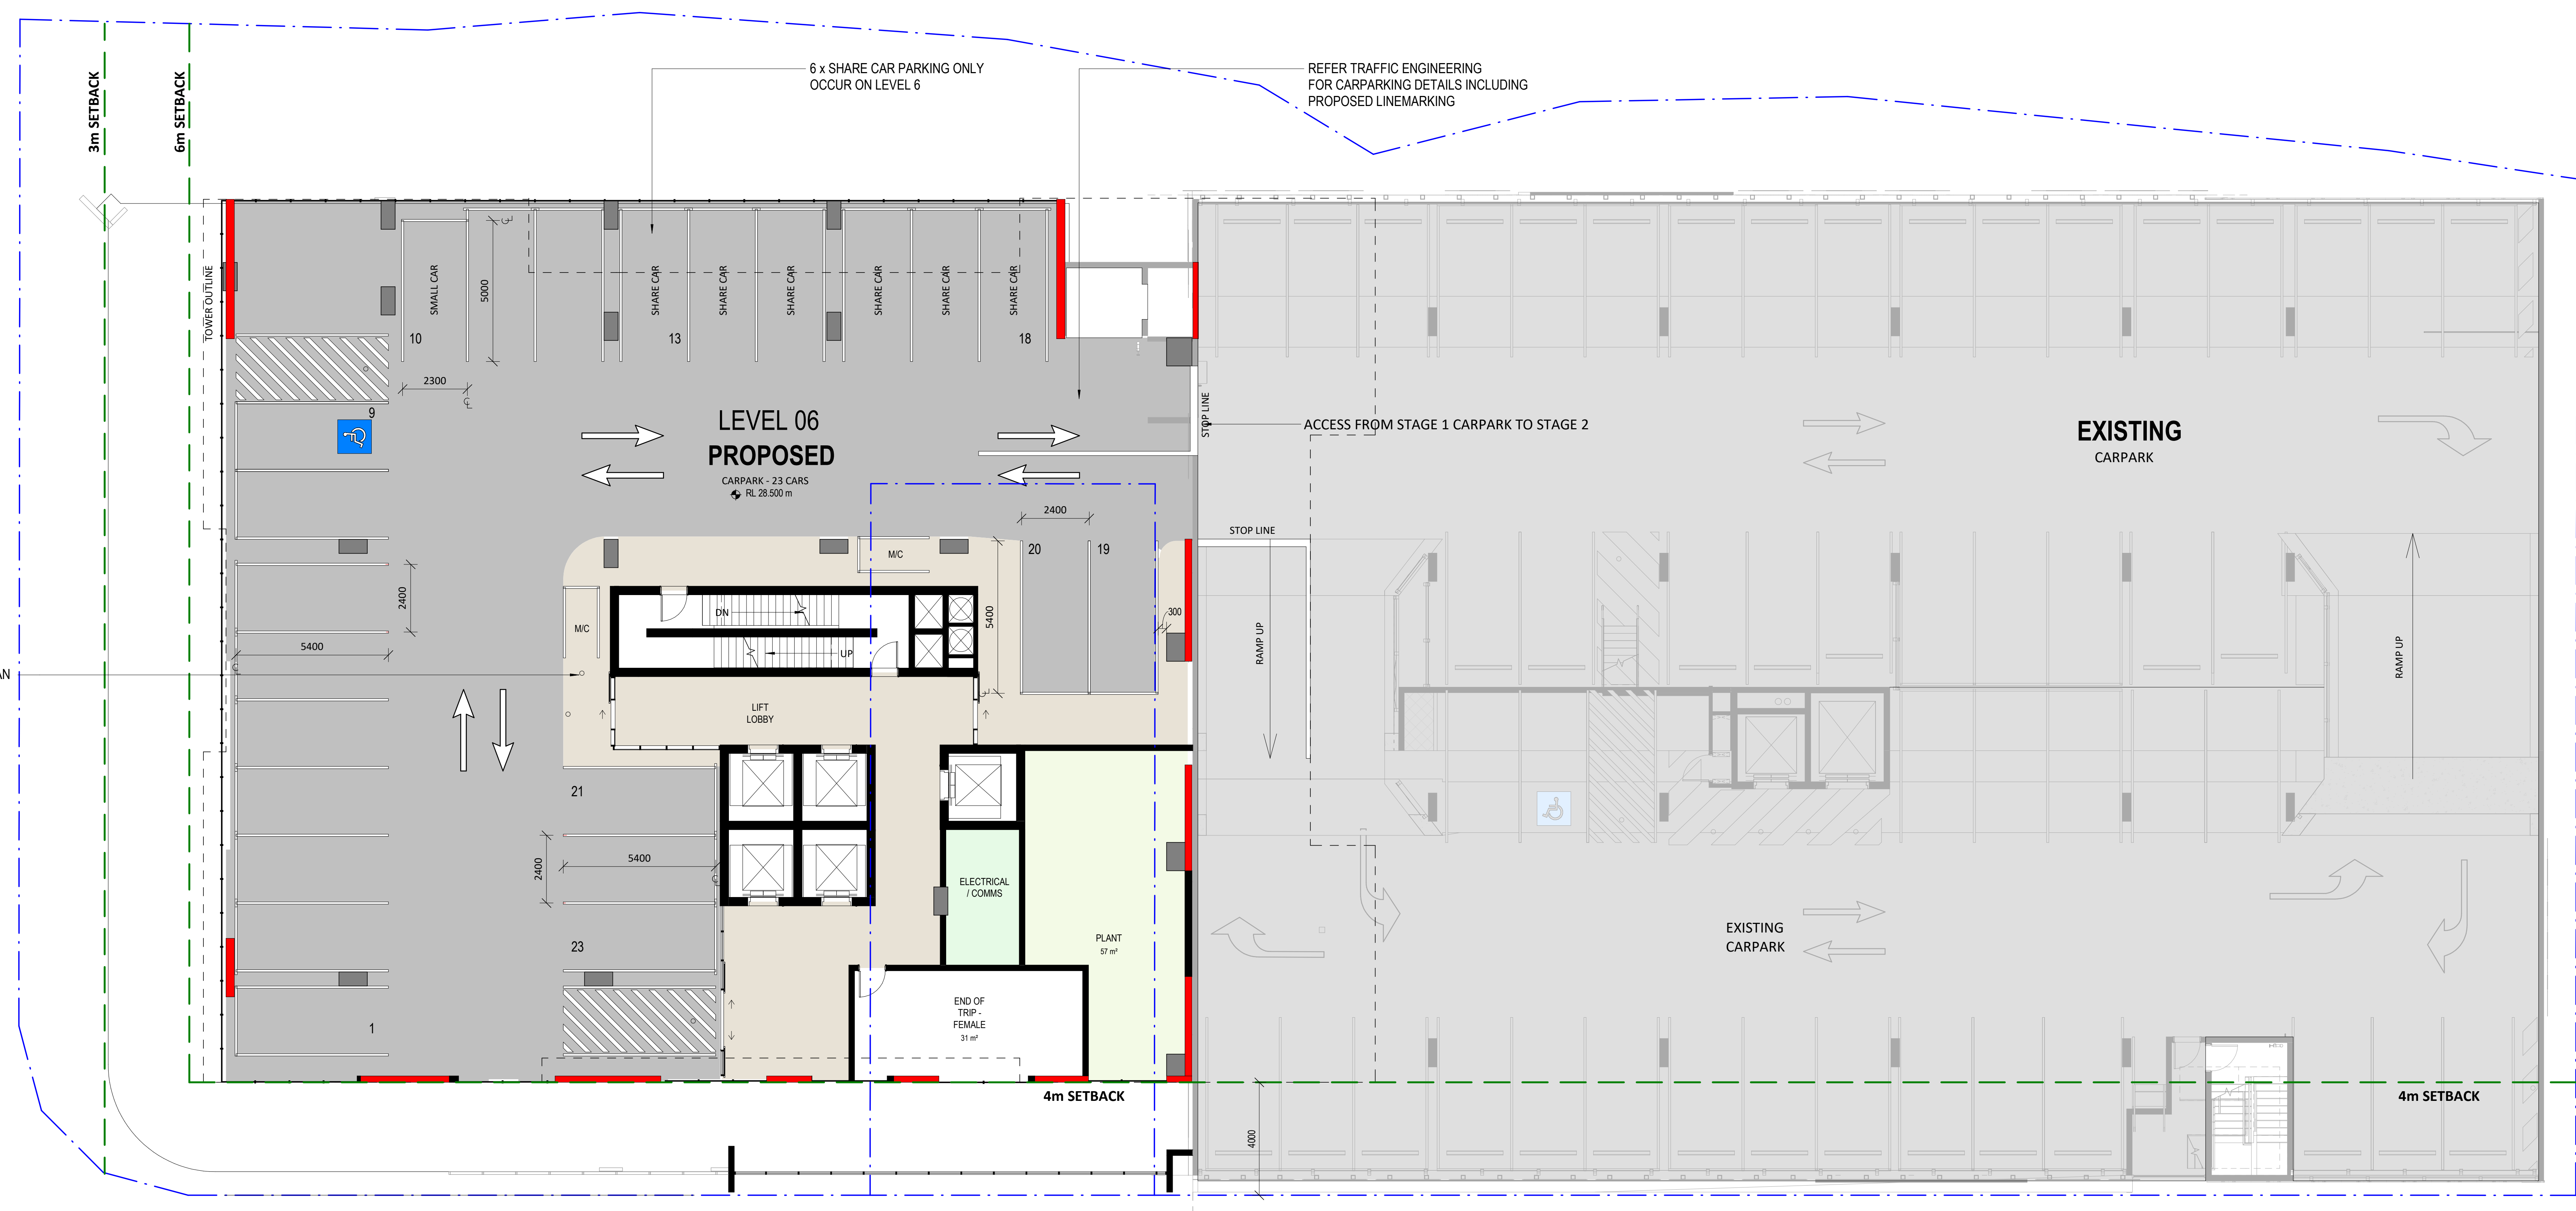 3m SETBACK
6m SETBACK
6 x SHARE CAR PARKING ONLY
OCCUR ON LEVEL 6
REFER TRAFFIC ENGINEERING
FOR CARPARKING DETAILS INCLUDING
PROPOSED LINEMARKING
TOWER OUTLINE
SMALL CAR
5000
SHARE CAR
SHARE CAR
SHARE CAR
SHARE CAR
SHARE CAR
SHARE CAR
10
13
18
2300
9
LEVEL 06
PROPOSED
CARPARK - 23 CARS
RL 28.500 m
STOP LINE
ACCESS FROM STAGE 1 CARPARK TO STAGE 2
EXISTING
CARPARK
2400
STOP LINE
20
19
M/C
2400
5400
300
DN
UP
M/C
5400
RAMP UP
RAMP UP
AN
LIFT
LOBBY
21
2400
5400
ELECTRICAL
/ COMMS
PLANT
57 m²
23
EXISTING
CARPARK
END OF
TRIP -
FEMALE
31 m²
1
4m SETBACK
4m SETBACK
4000